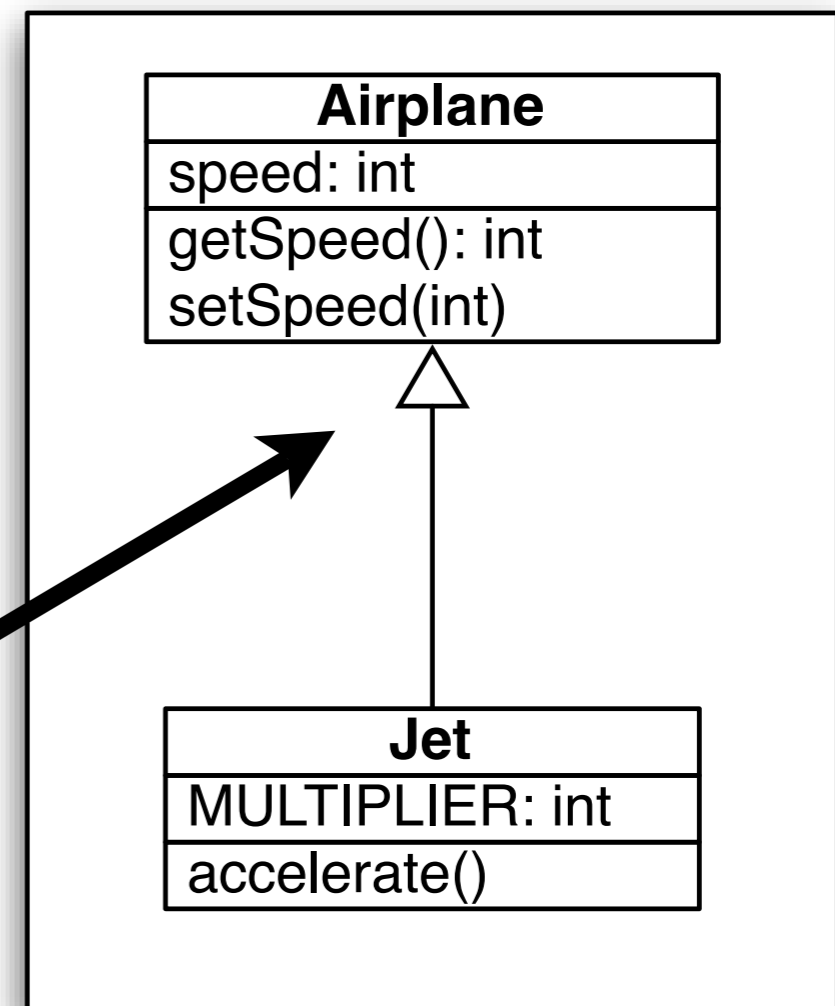 Airplane
speed: int
getSpeed(): int
setSpeed(int)
Jet
MULTIPLIER: int
accelerate()